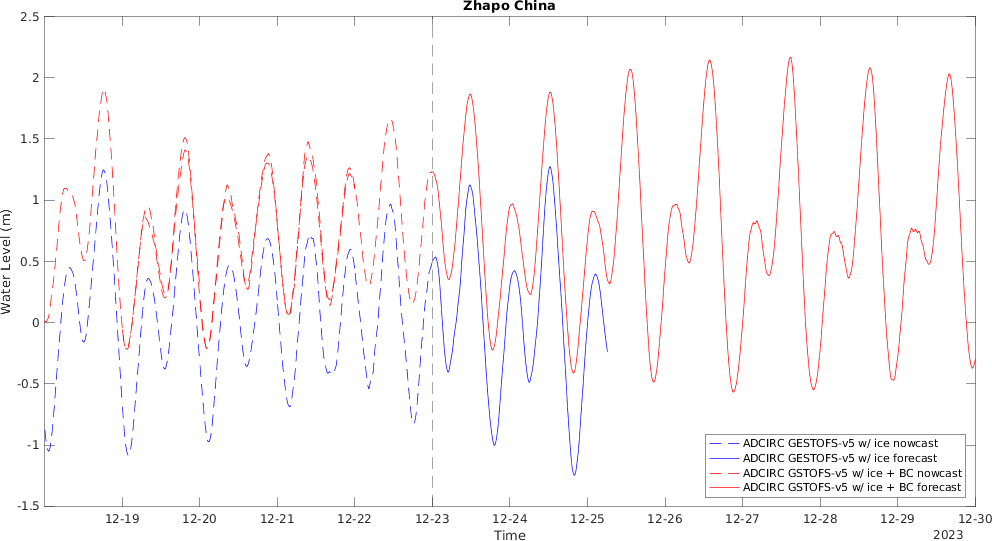 Zhapo China
2.5
2
1.5
1
0.5
0
-0.5
-1
-1.5
Water Level (m)
12-19 12-20 12-21 12-22 12-23 12-24 12-25 12-26 12-27 12-28 12-29 12-30
Time
2023
ADCIRC GESTOFS-v5 w/ ice nowcast
ADCIRC GESTOFS-v5 w/ ice forecast
ADCIRC GSTOFS-v5 w/ ice + BC nowcast
ADCIRC GSTOFS-v5 w/ ice + BC forecast